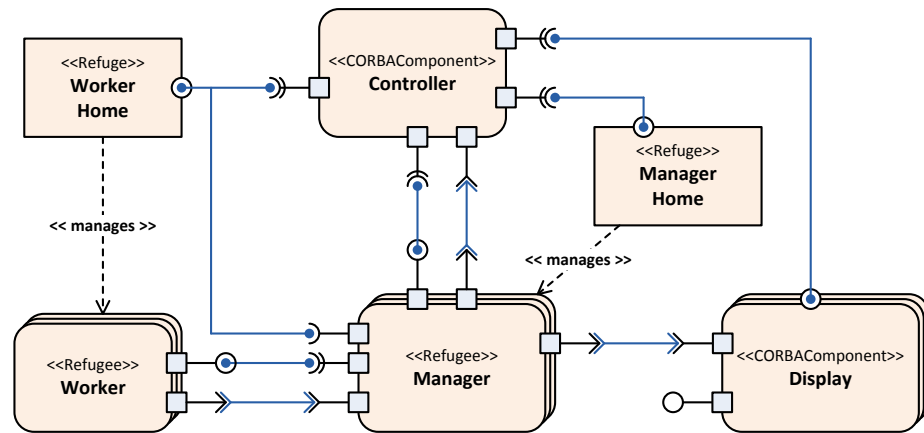 <<Refuge>>
Worker
Home
<<CORBAComponent>>
Controller
<<Refuge>>
Manager
Home
<< manages >>
<< manages >>
<<Refugee>>
Worker
<<Refugee>>
Manager
<<CORBAComponent>>
Display